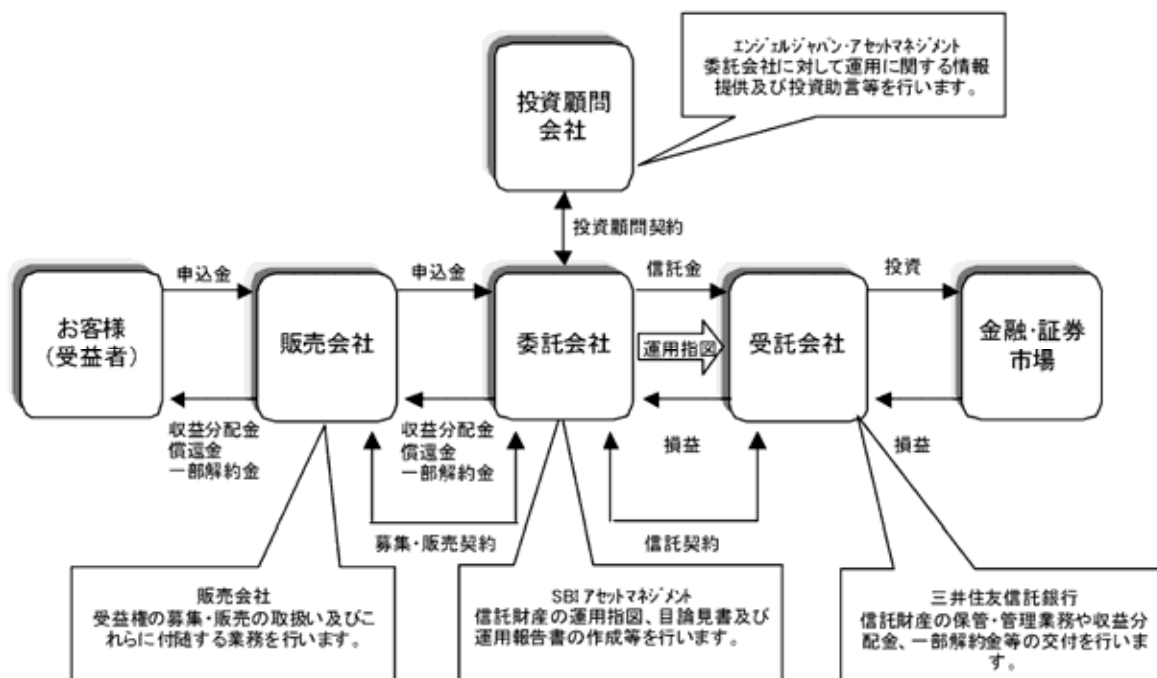 エンジェルジャパン・アセットマネジメント
委託会社に対して運用に関する情報
提供及び投資助言等を行います。
投資顧問
会社
投資顧問契約
申込金
申込金
信託金
投資
お客様
(受益者)
販売会社
委託会社
運用指図
受託会社
金融・証券
市場
収益分配金
償還金
一部解約金
収益分配金
償還金
一部解約金
損益
損益
募集・販売契約
信託契約
販売会社
受益権の募集・販売の取扱い及びこ
れらに付随する業務を行います。
SBIアセットマネジメント
信託財産の運用指図、目論見書及び
運用報告書の作成等を行います。
三井住友信託銀行
信託財産の保管・管理業務や収益分
配金、一部解約金等の交付を行いま
す。